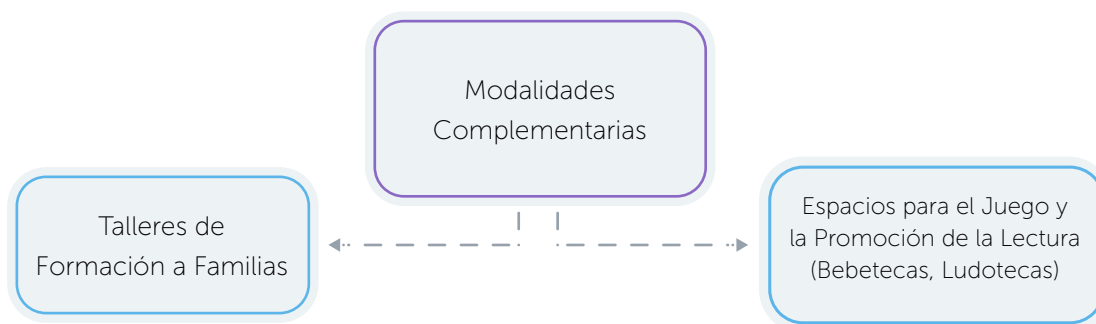 Modalidades
Complementarias
Talleres de
Formación a Familias
Espacios para el Juego y
la Promoción de la Lectura
(Bebetecas, Ludotecas)